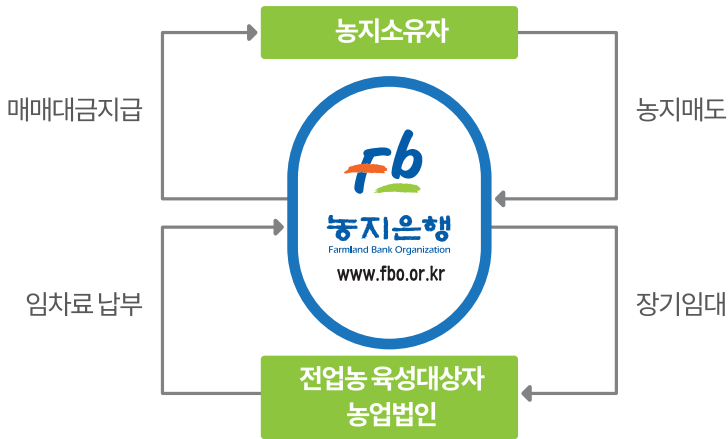 농지소유자
매매대금지급
농지매도
Fb
농지은행
Farmland Bank Organization
www.fbo.or.kr
임차료 납부
장기임대
전업농 육성대상자
농업법인